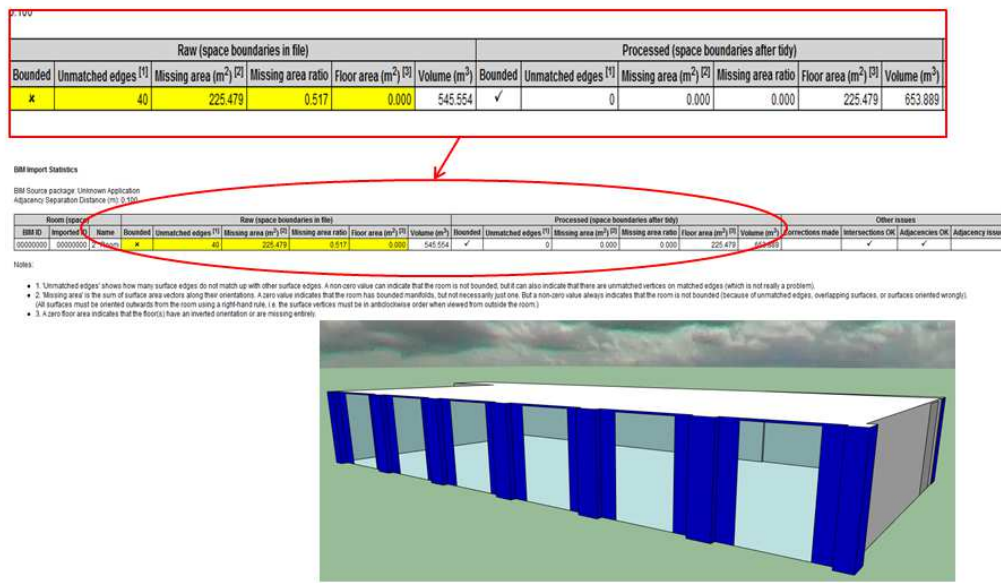 0.100
Raw (space boundaries in file) Processed (space boundaries after tidy)
Bounded Unmatched edges [1] Missing area (m²) [2] Missing area ratio Floor area (m²) [3] Volume (m³) Bounded Unmatched edges [1] Missing area (m²) [2] Missing area ratio Floor area (m²) [3] Volume (m³)
✗ 40 225.479 0.517 0.000 545.554 ✓ 0 0.000 0.000 225.479 653.889
BIM Import Statistics
BIM Source package: Unknown Application
Adjacency Separation Distance (m): 0.100
Room (space) Raw (space boundaries in file) Processed (space boundaries after tidy) Other issues
BIM ID Imported ID Name Bounded Unmatched edges [1] Missing area (m²) [2] Missing area ratio Floor area (m²) [3] Volume (m³) Bounded Unmatched edges [1] Missing area (m²) [2] Missing area ratio Floor area (m²) [3] Volume (m³) Corrections made Intersections OK Adjacencies OK Adjacency issue
00000000 00000000 2 Room ✗ 40 225.479 0.517 0.000 545.554 ✓ 0 0.000 0.000 225.479 653.889 ✓ ✓
Notes:
• 1. 'Unmatched edges' shows how many surface edges do not match up with other surface edges. A non-zero value can indicate that the room is not bounded, but it can also indicate that there are unmatched vertices on matched edges (which is not really a problem).
• 2. 'Missing area' is the sum of surface area vectors along their orientations. A zero value indicates that the room has bounded manifolds, but not necessarily just one. But a non-zero value always indicates that the room is not bounded (because of unmatched edges, overlapping surfaces, or surfaces oriented wrongly).
(All surfaces must be oriented outwards from the room using a right-hand rule, i.e. the surface vertices must be in anticlockwise order when viewed from outside the room.)
• 3. A zero floor area indicates that the floor(s) have an inverted orientation or are missing entirely.